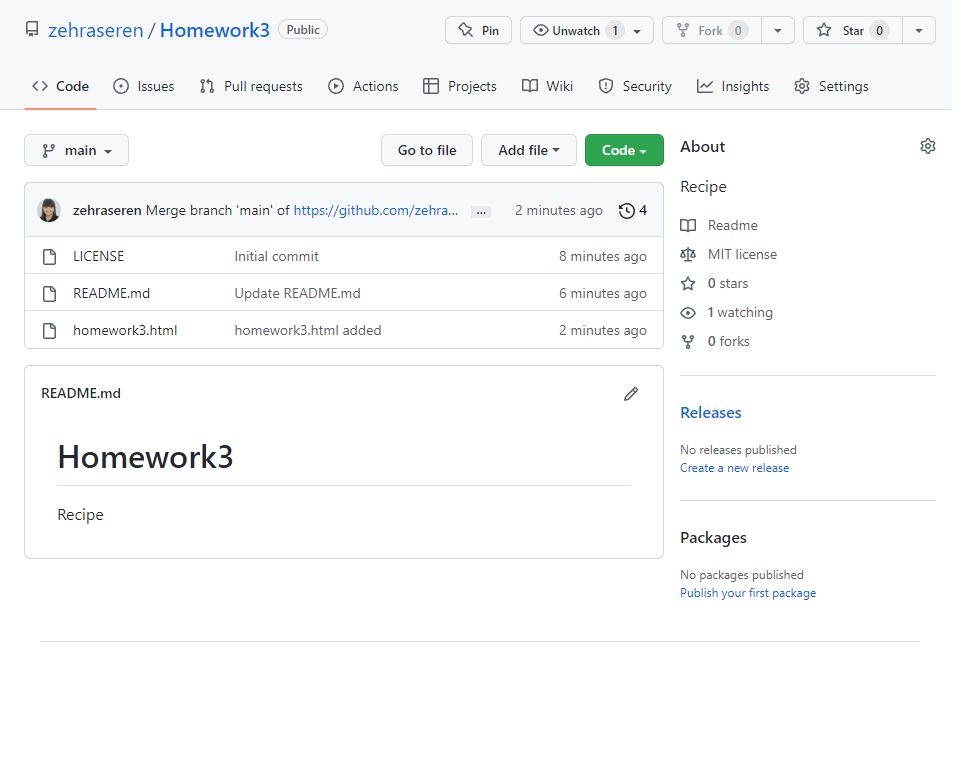 zehraseren / Homework3 Public Pin Unwatch 1 Fork 0 Star 0
Code Issues Pull requests Actions Projects Wiki Security Insights Settings
main Go to file Add file Code
zehraseren Merge branch 'main' of https://github.com/zehra... ... 2 minutes ago 4
LICENSE Initial commit 8 minutes ago
README.md Update README.md 6 minutes ago
homework3.html homework3.html added 2 minutes ago
README.md
Homework3
Recipe
About
Recipe
Readme
MIT license
0 stars
1 watching
0 forks
Releases
No releases published
Create a new release
Packages
No packages published
Publish your first package